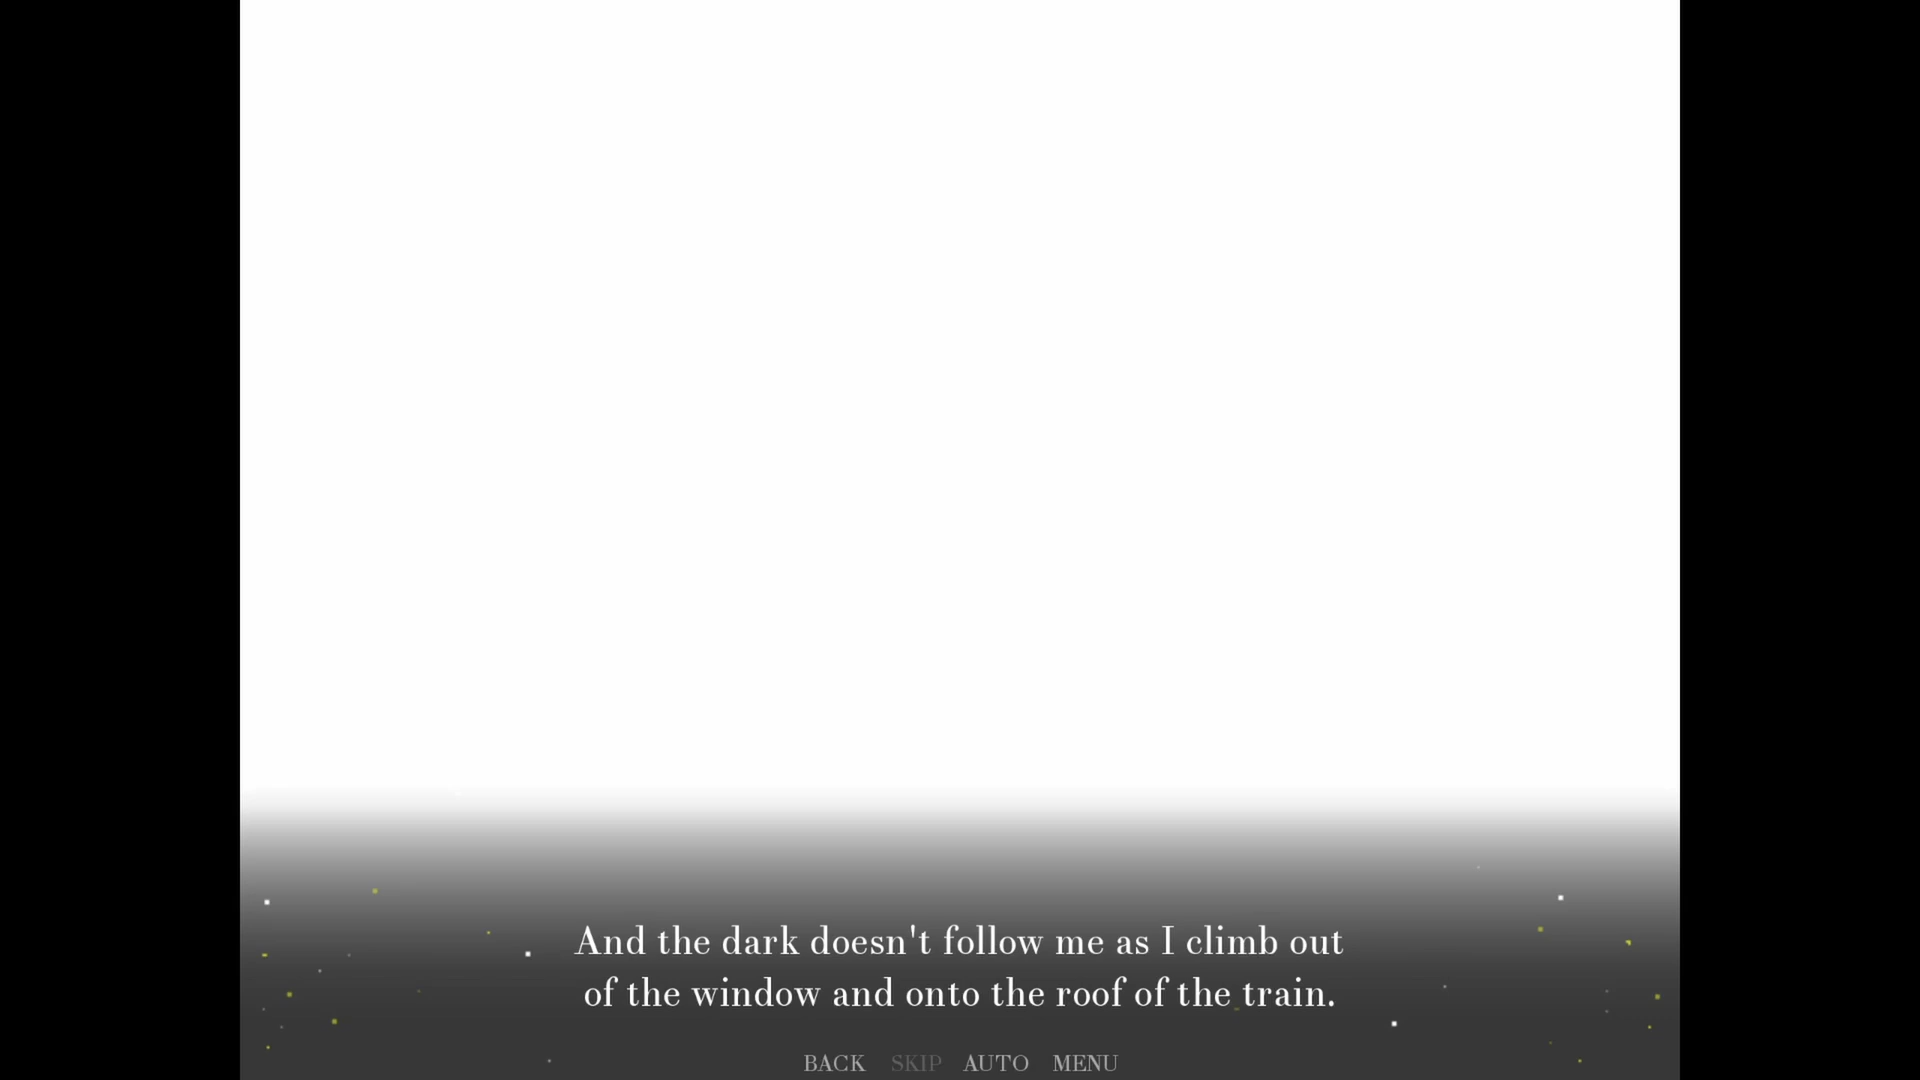 And the dark doesn't follow me as I climb out
of the window and onto the roof of the train.
BACK SKIP AUTO MENU